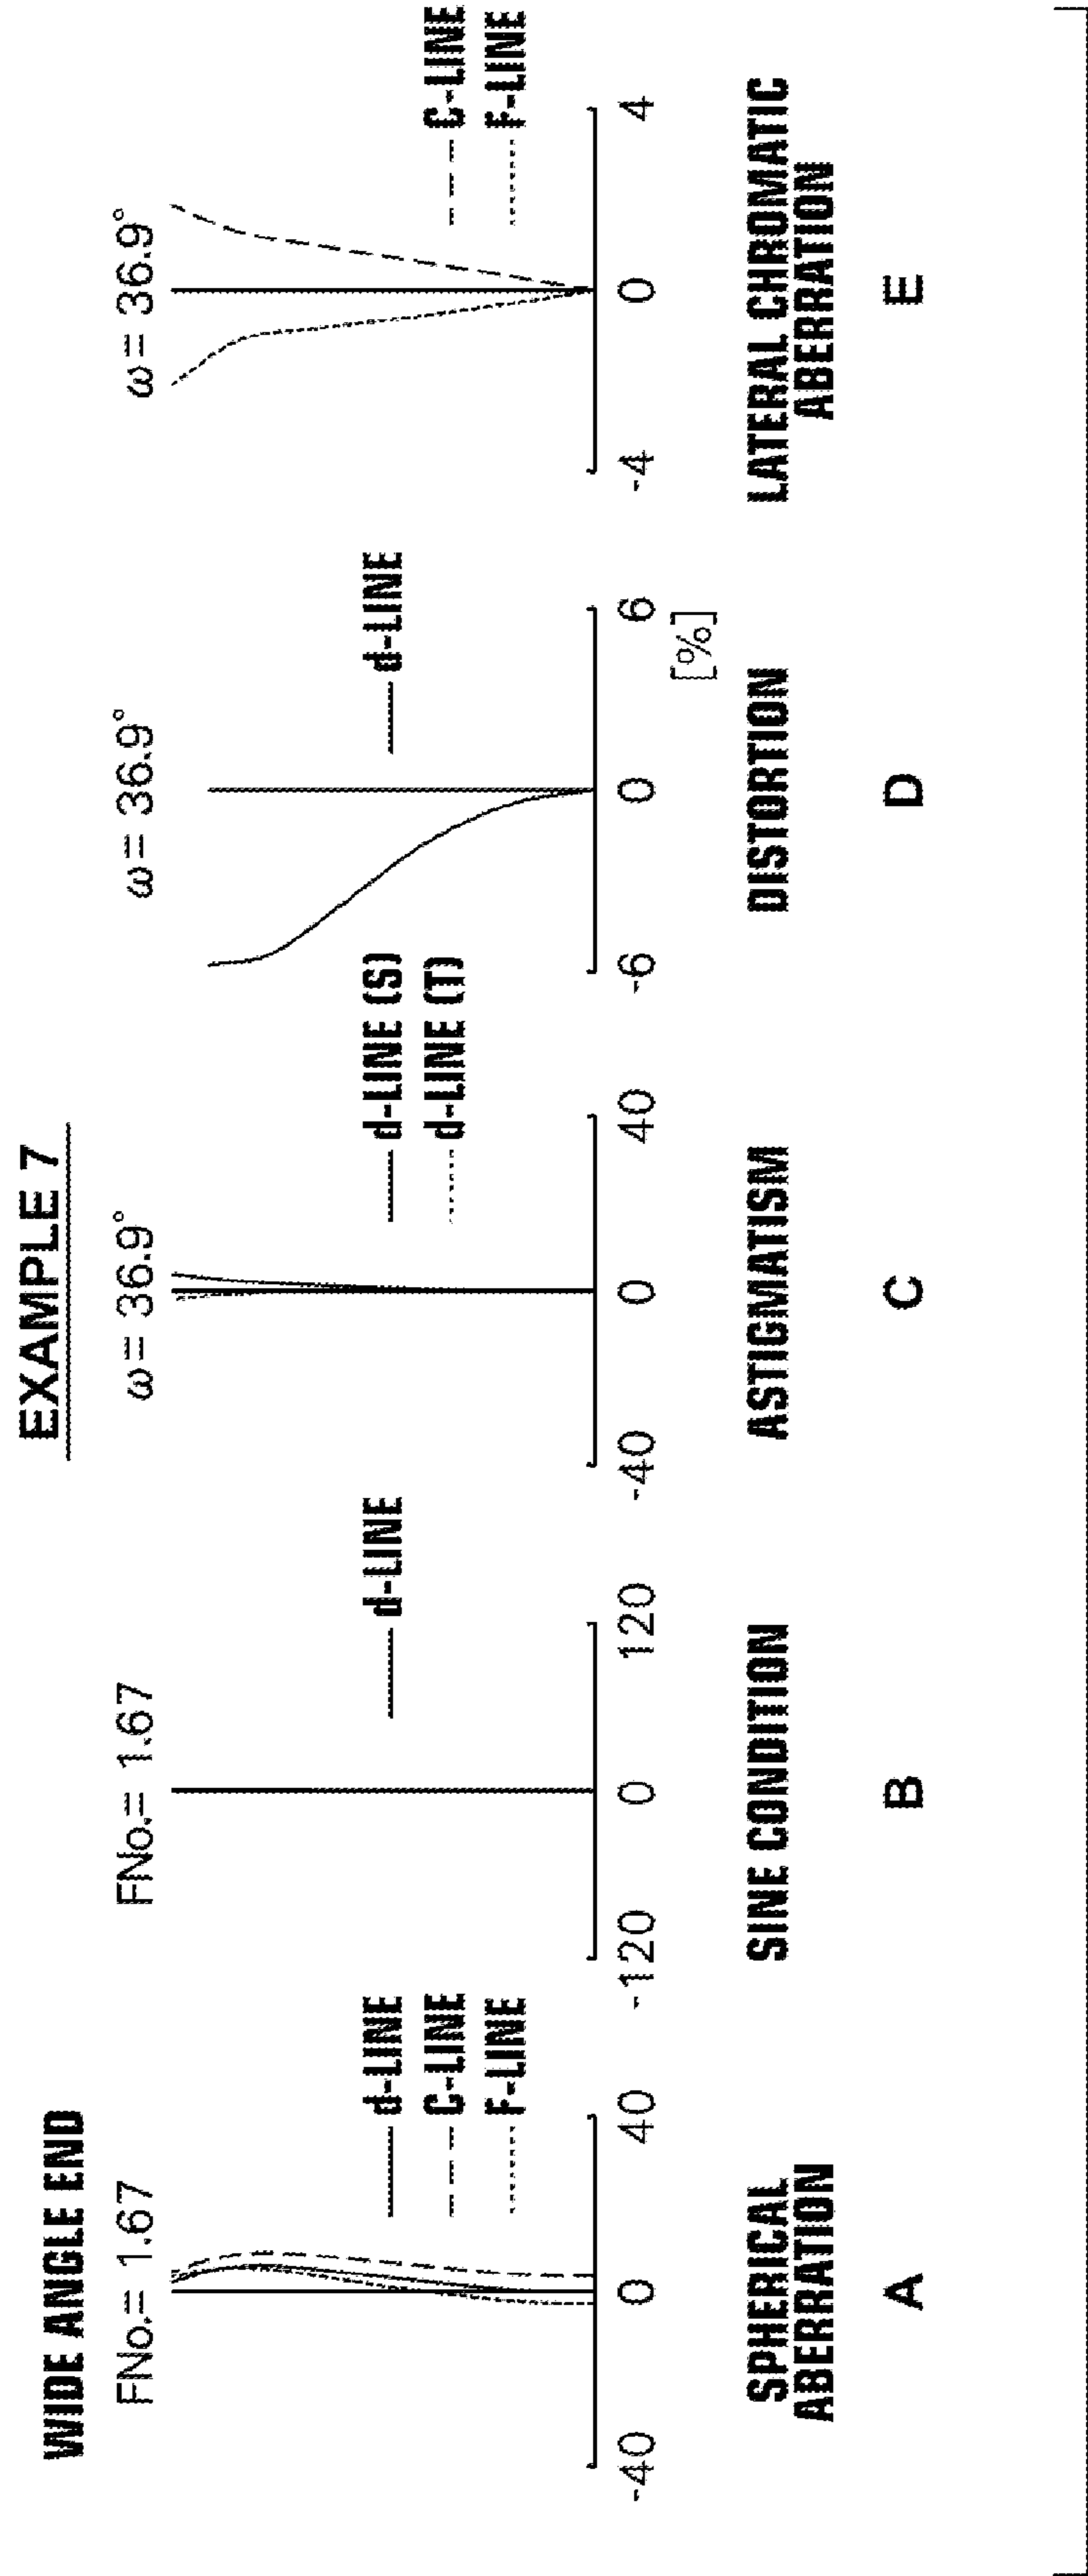 EXAMPLE 7
WIDE ANGLE END
FNo.= 1.67
d-LINE
C-LINE
F-LINE
-40 0 40
SPHERICAL
ABERRATION
A
FNo.= 1.67
d-LINE
-120 0 120
SINE CONDITION
B
ω= 36.9°
d-LINE (S)
d-LINE (T)
-40 0 40
ASTIGMATISM
C
ω= 36.9°
d-LINE
-6 0 6
[%]
DISTORTION
D
ω= 36.9°
C-LINE
F-LINE
-4 0 4
LATERAL CHROMATIC
ABERRATION
E